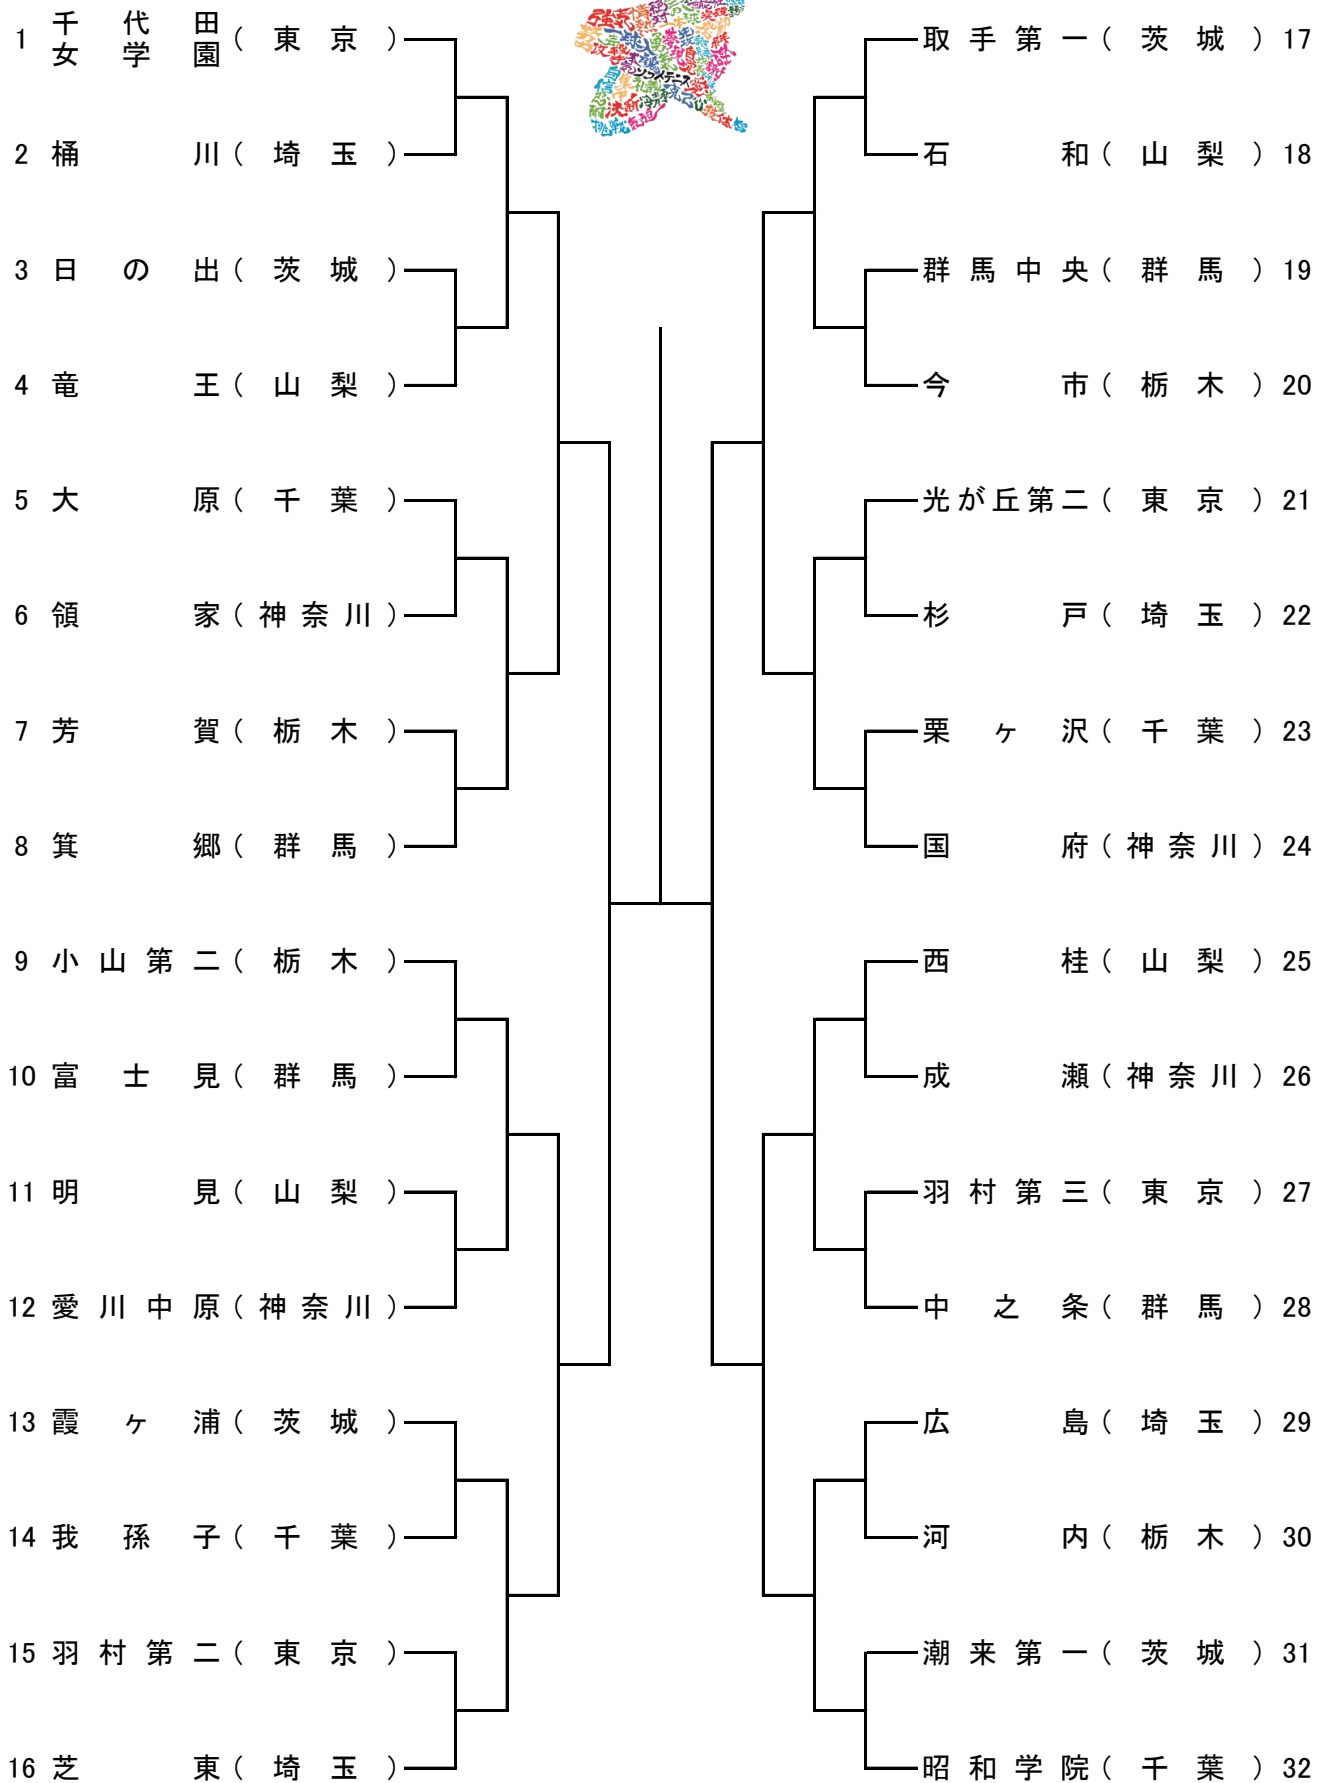 1 千代田女学園（東京）
2 桶川（埼玉）
3 日の出（茨城）
4 竜王（山梨）
5 大原（千葉）
6 領家（神奈川）
7 芳賀（栃木）
8 箕郷（群馬）
9 小山第二（栃木）
10 富士見（群馬）
11 明見（山梨）
12 愛川中原（神奈川）
13 霞ヶ浦（茨城）
14 我孫子（千葉）
15 羽村第二（東京）
16 芝東（埼玉）
ソフトテニス
取手第一（茨城）17
石和（山梨）18
群馬中央（群馬）19
今市（栃木）20
光が丘第二（東京）21
杉戸（埼玉）22
栗ヶ沢（千葉）23
国府（神奈川）24
西桂（山梨）25
成瀬（神奈川）26
羽村第三（東京）27
中之条（群馬）28
広島（埼玉）29
河内（栃木）30
潮来第一（茨城）31
昭和学院（千葉）32